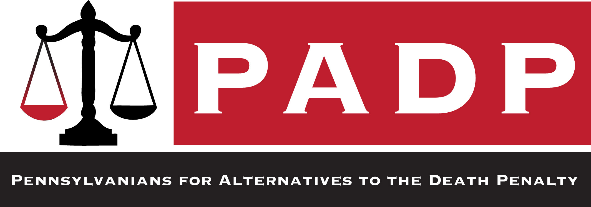 PADP
Pennsylvanians for Alternatives to the Death Penalty